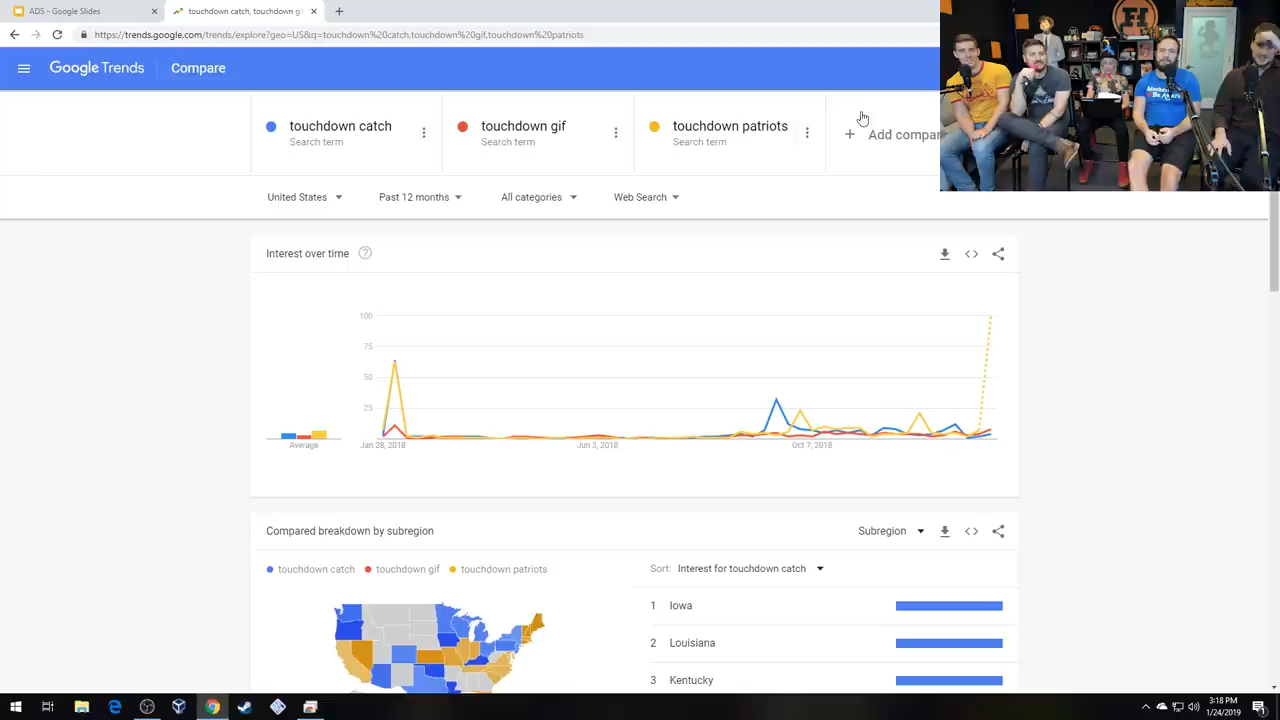 ADS - Google Slides
touchdown catch, touchdown gi
https://trends.google.com/trends/explore?geo=US&q=touchdown%20catch,touchdown%20gif,touchdown%20patriots
Google Trends
Compare
touchdown catch
Search term
touchdown gif
Search term
touchdown patriots
Search term
+ Add compar
United States
Past 12 months
All categories
Web Search
Interest over time
100
75
50
25
Average
Jan 28, 2018
Jun 3, 2018
Oct 7, 2018
Compared breakdown by subregion
Subregion
touchdown catch
touchdown gif
touchdown patriots
Sort: Interest for touchdown catch
1 Iowa
2 Louisiana
3 Kentucky
3:18 PM
1/24/2019